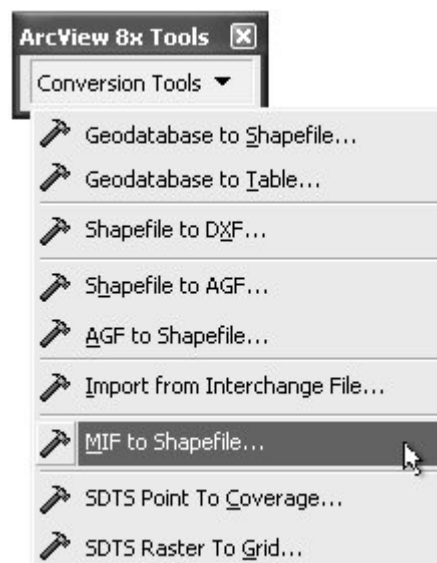 ArcView 8x Tools
Conversion Tools
Geodatabase to Shapefile...
Geodatabase to Table...
Shapefile to DXF...
Shapefile to AGF...
AGF to Shapefile...
Import from Interchange File...
MIF to Shapefile...
SDTS Point To Coverage...
SDTS Raster To Grid...